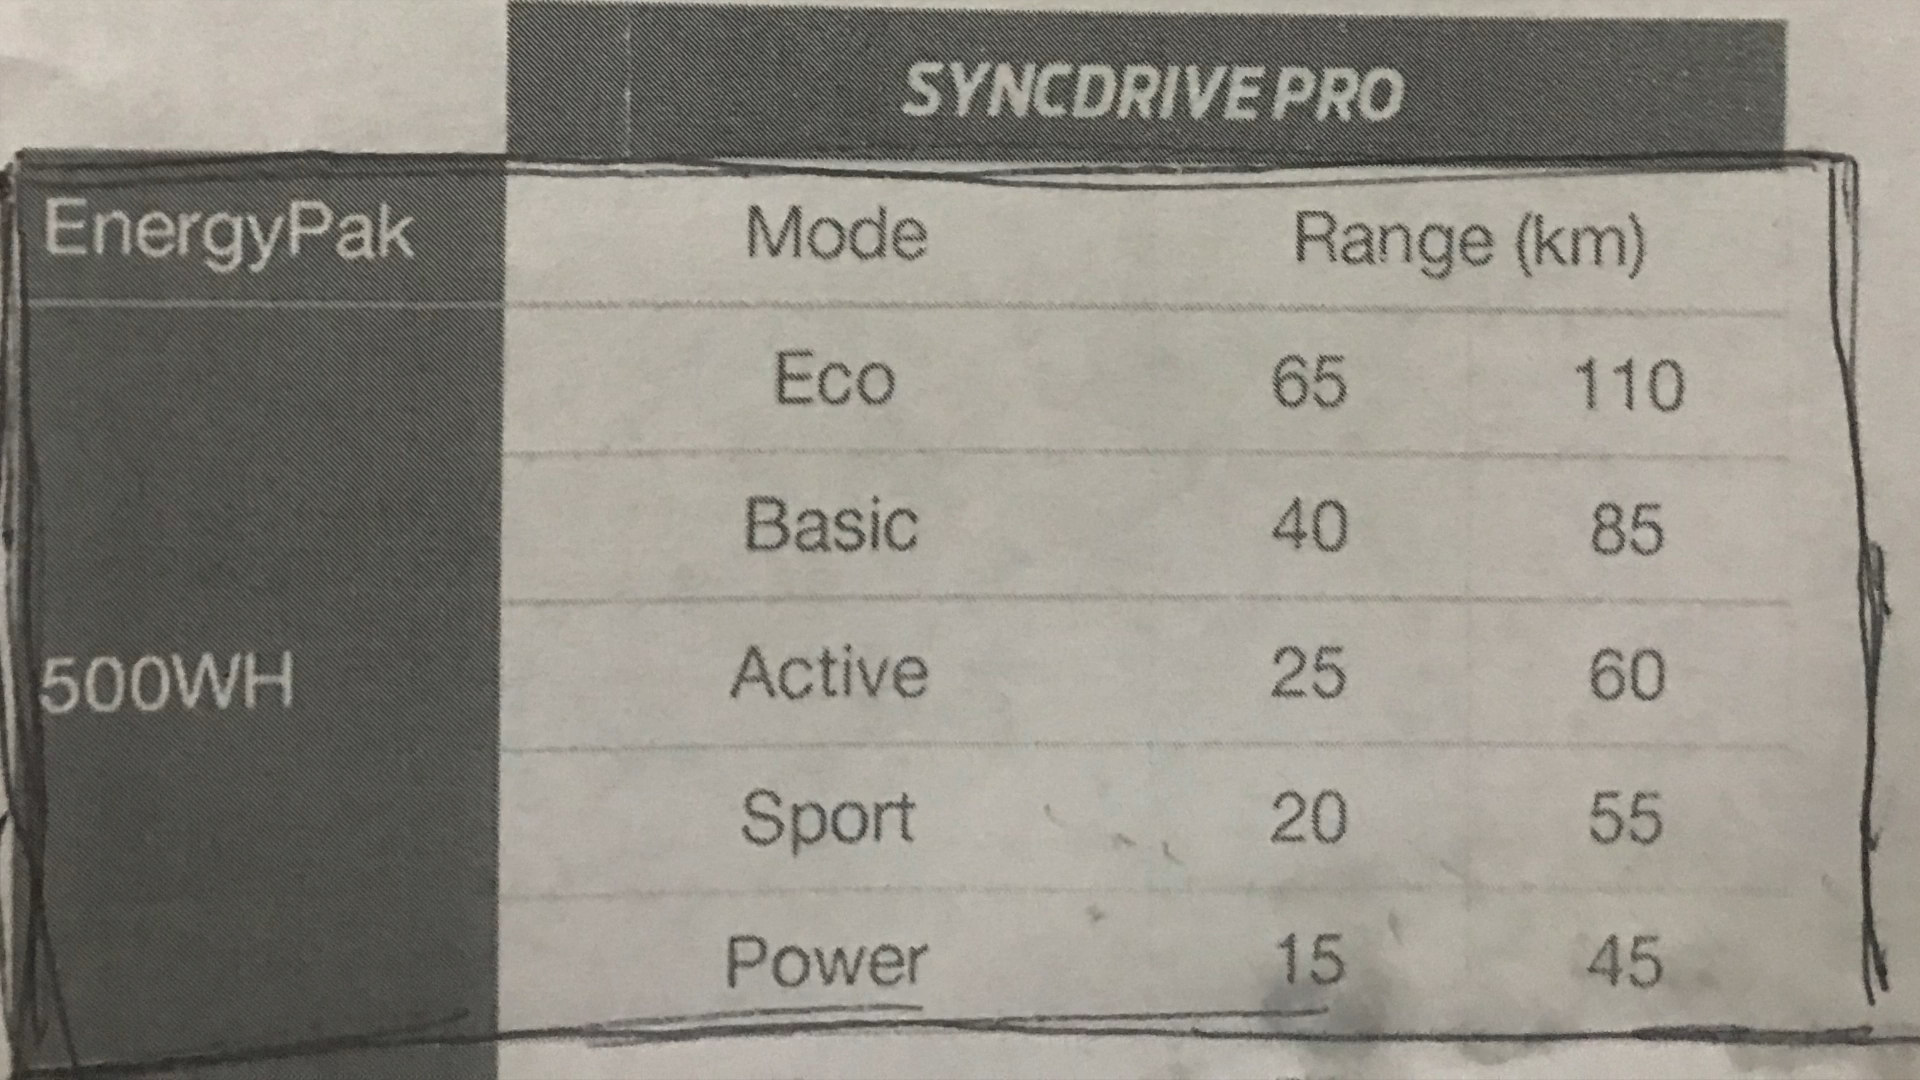 SYNCDRIVE PRO
EnergyPak Mode Range (km)
Eco 65 110
Basic 40 85
500WH Active 25 60
Sport 20 55
Power 15 45